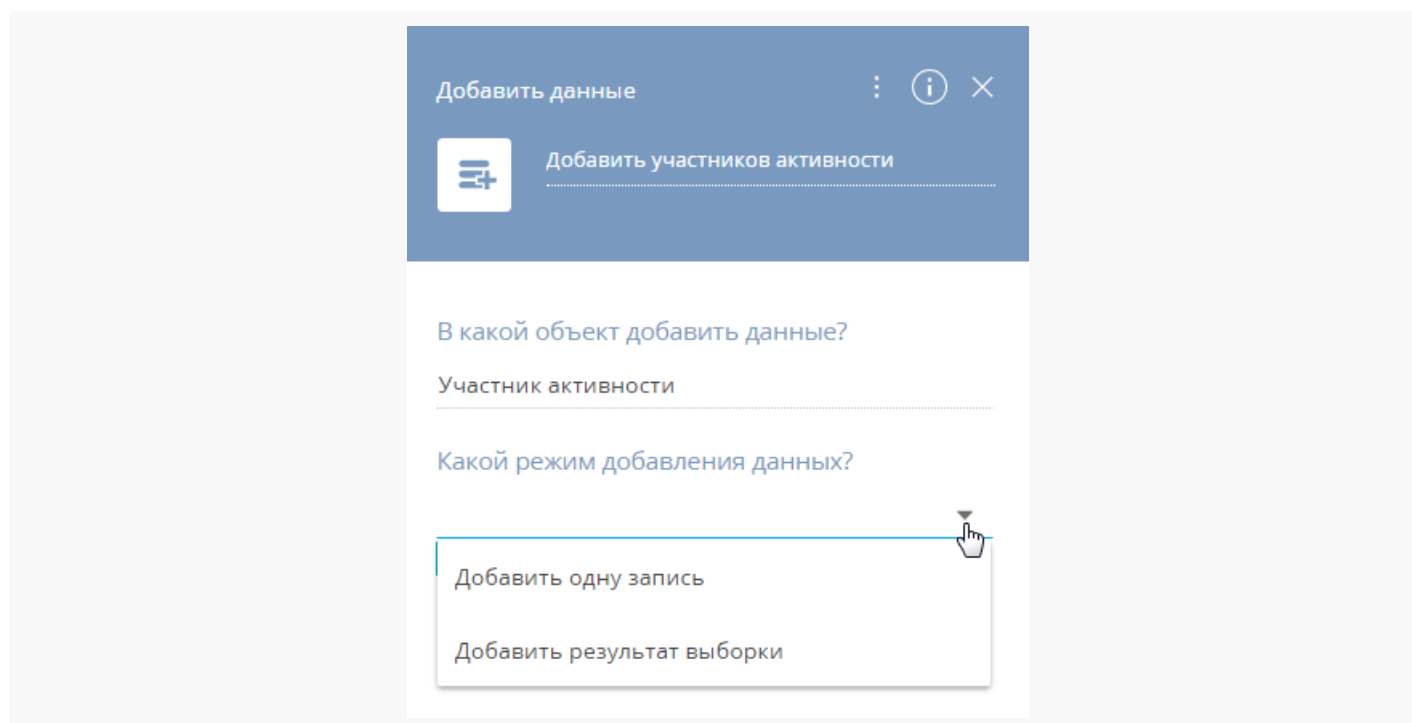 Добавить данные
Добавить участников активности
В какой объект добавить данные?
Участник активности
Какой режим добавления данных?
Добавить одну запись
Добавить результат выборки